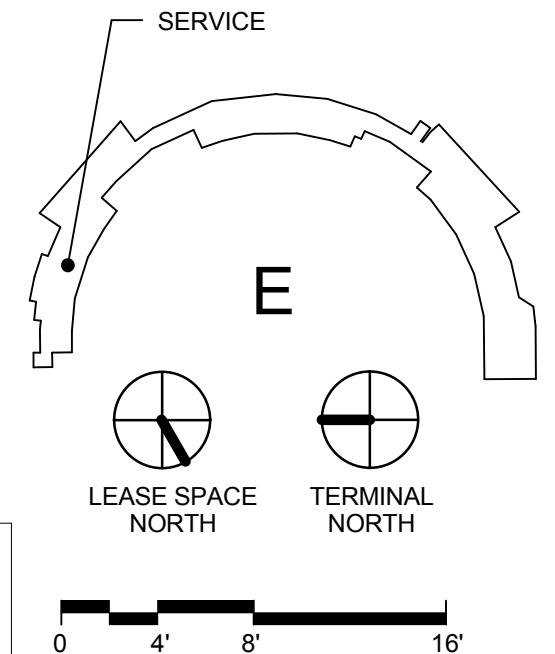 SERVICE
E
LEASE SPACE
NORTH
TERMINAL
NORTH
0 4' 8' 16'